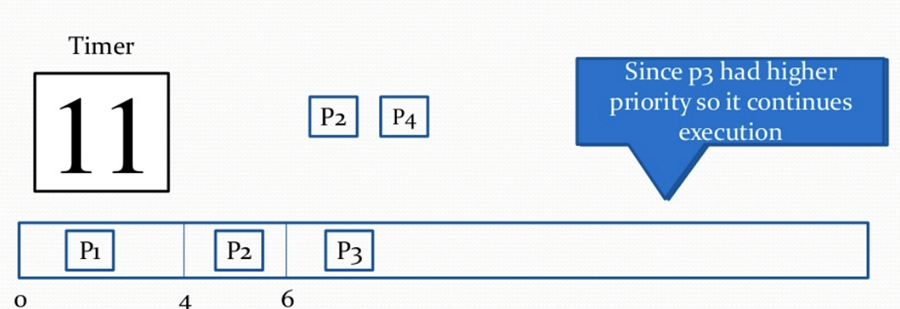 Timer
11
P2 P4
Since p3 had higher
priority so it continues
execution
P1 P2 P3
0 4 6